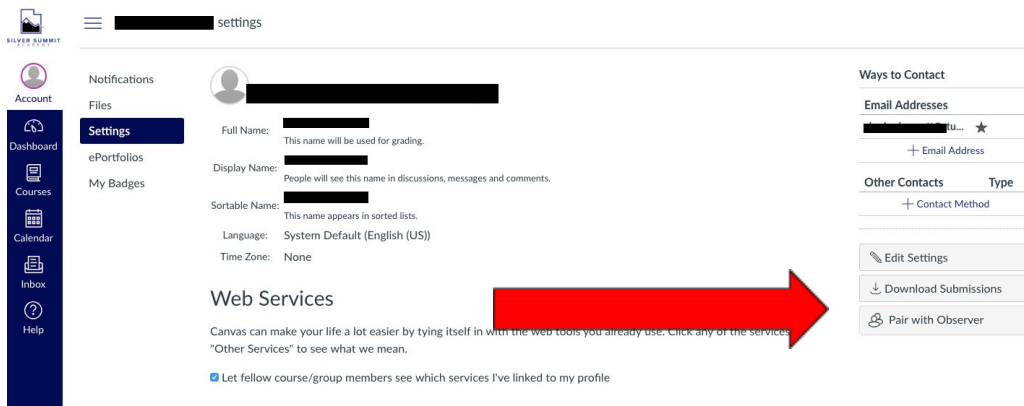 SILVER SUMMIT
ACADEMY
settings
Account
Dashboard
Courses
Calendar
Inbox
Help
Notifications
Files
Settings
ePortfolios
My Badges
Full Name:
This name will be used for grading.
Display Name:
People will see this name in discussions, messages and comments.
Sortable Name:
This name appears in sorted lists.
Language: System Default (English (US))
Time Zone: None
Web Services
Canvas can make your life a lot easier by tying itself in with the web tools you already use. Click any of the services
"Other Services" to see what we mean.
Let fellow course/group members see which services I've linked to my profile
Ways to Contact
Email Addresses
tu...
+ Email Address
Other Contacts Type
+ Contact Method
Edit Settings
Download Submissions
Pair with Observer